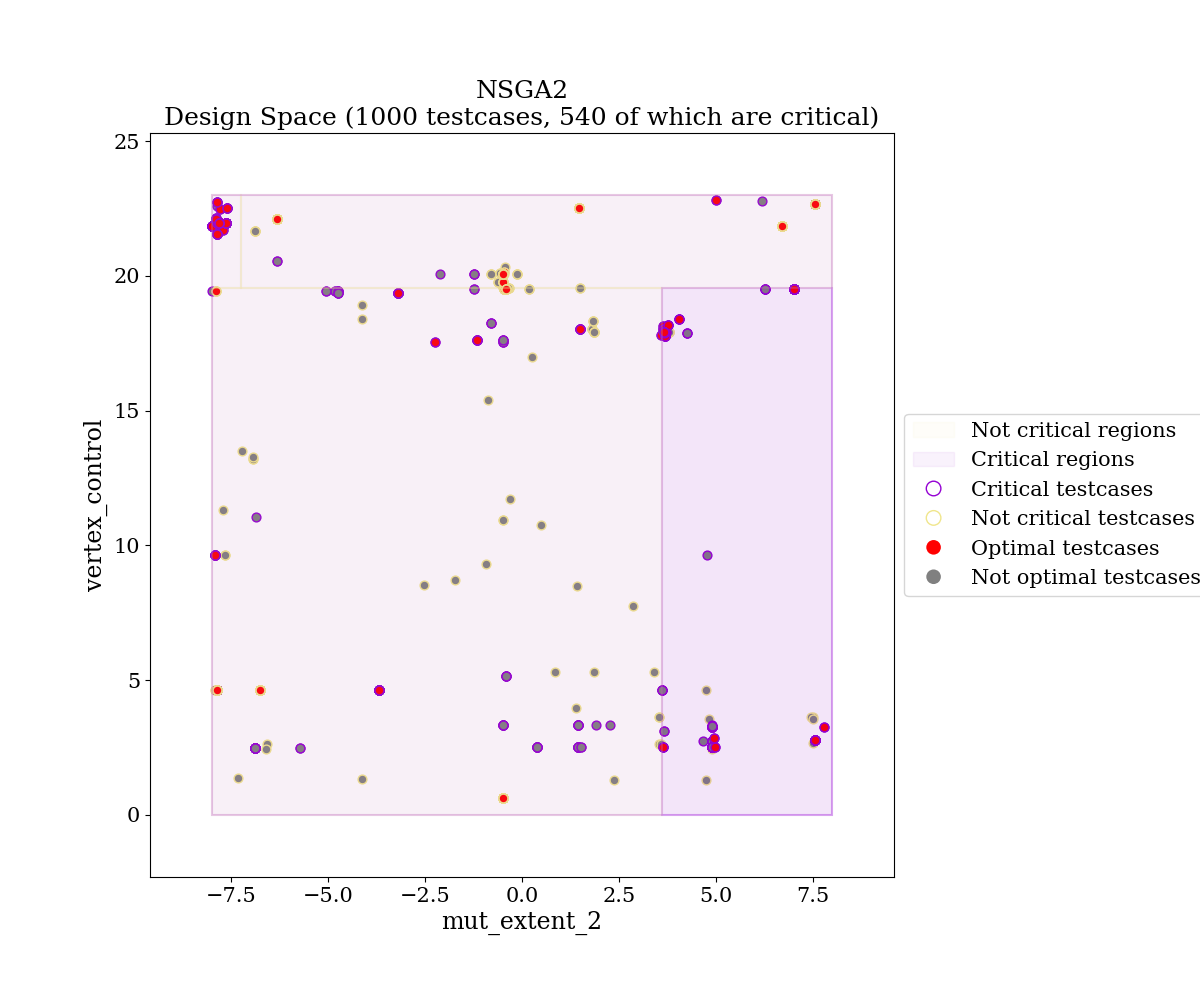 NSGA2
Design Space (1000 testcases, 540 of which are critical)
25
20
15
10
5
0
vertex_control
−7.5
−5.0
−2.5
0.0
2.5
5.0
7.5
mut_extent_2
Not critical regions
Critical regions
Critical testcases
Not critical testcases
Optimal testcases
Not optimal testcases